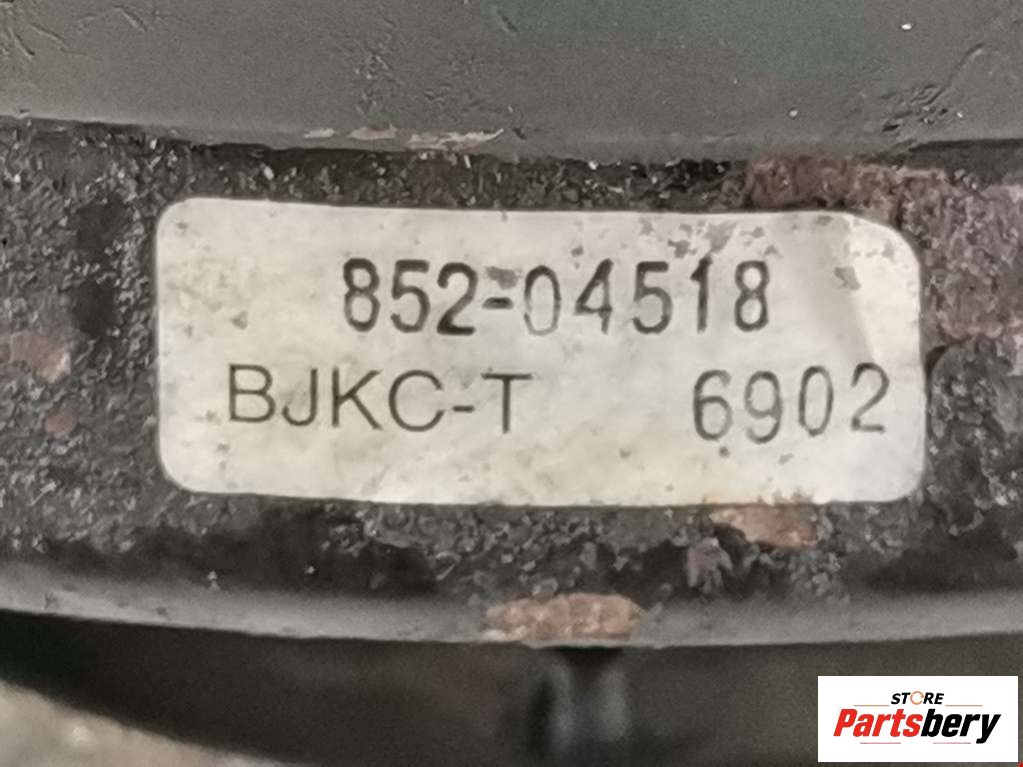 852-04518
BJKC-T 6902
STORE
Partsbery